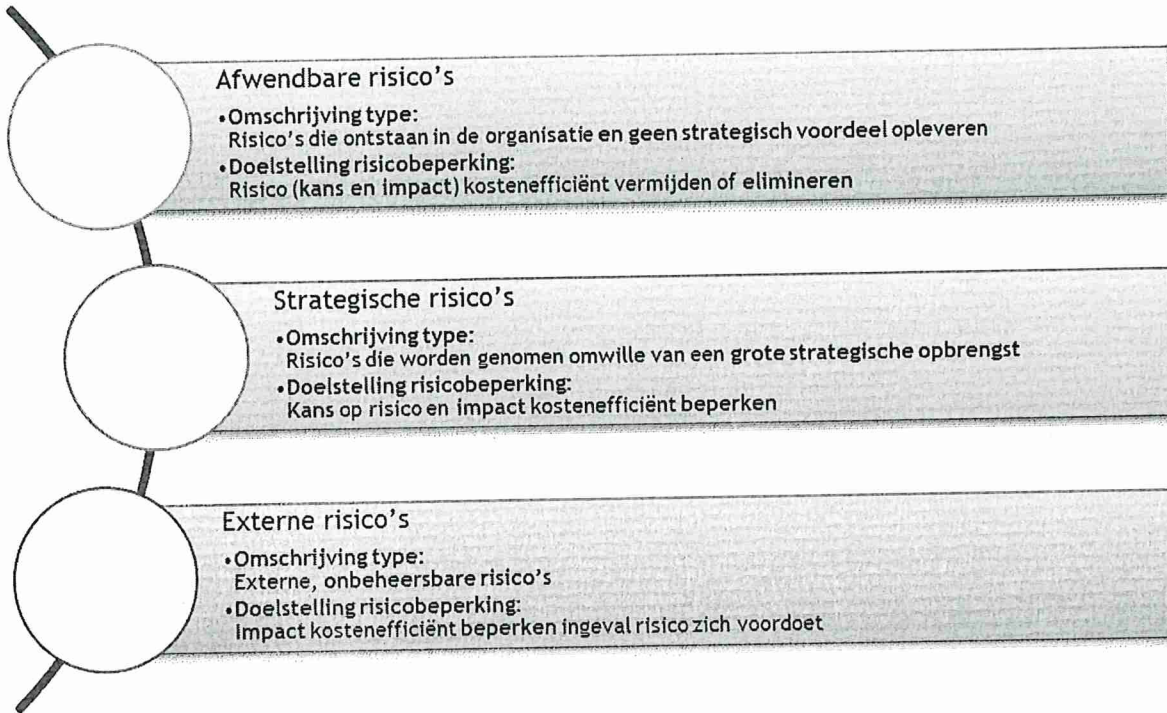 Afwendbare risico's
•Omschrijving type:
Risico's die ontstaan in de organisatie en geen strategisch voordeel opleveren
•Doelstelling risicobeperking:
Risico (kans en impact) kostenefficiënt vermijden of elimineren
Strategische risico's
•Omschrijving type:
Risico's die worden genomen omwille van een grote strategische opbrengst
•Doelstelling risicobeperking:
Kans op risico en impact kostenefficiënt beperken
Externe risico's
•Omschrijving type:
Externe, onbeheersbare risico's
•Doelstelling risicobeperking:
Impact kostenefficiënt beperken ingeval risico zich voordoet